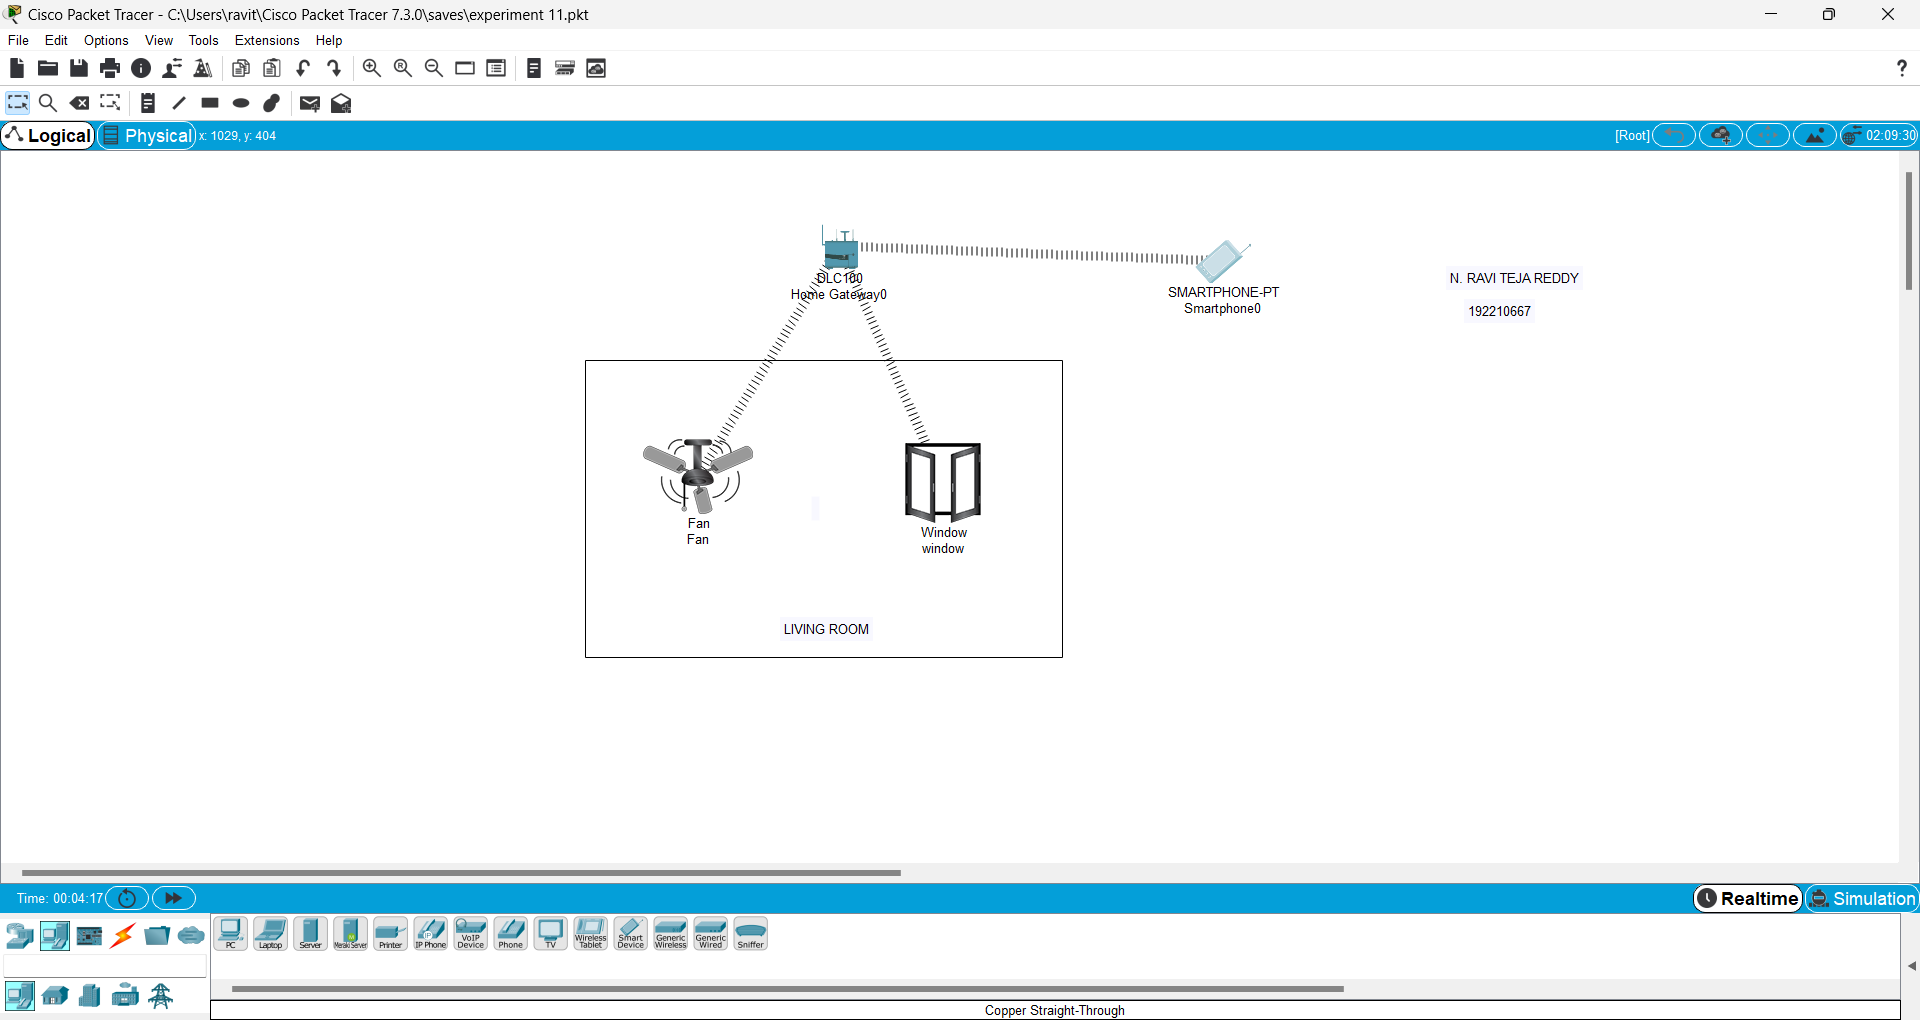 Cisco Packet Tracer - C:\Users\ravit\Cisco Packet Tracer 7.3.0\saves\experiment 11.pkt
File Edit Options View Tools Extensions Help
Logical Physical x: 1029, y: 404 [Root] 02:09:30
DLC100
Home Gateway0
SMARTPHONE-PT
Smartphone0
N. RAVI TEJA REDDY
192210667
Fan
Fan
Window
window
LIVING ROOM
Time: 00:04:17 Realtime Simulation
PC Laptop Server Meraki Server Printer IP Phone VoIP Device Phone TV Wireless Tablet Smart Device Generic Wireless Generic Wired Sniffer
Copper Straight-Through